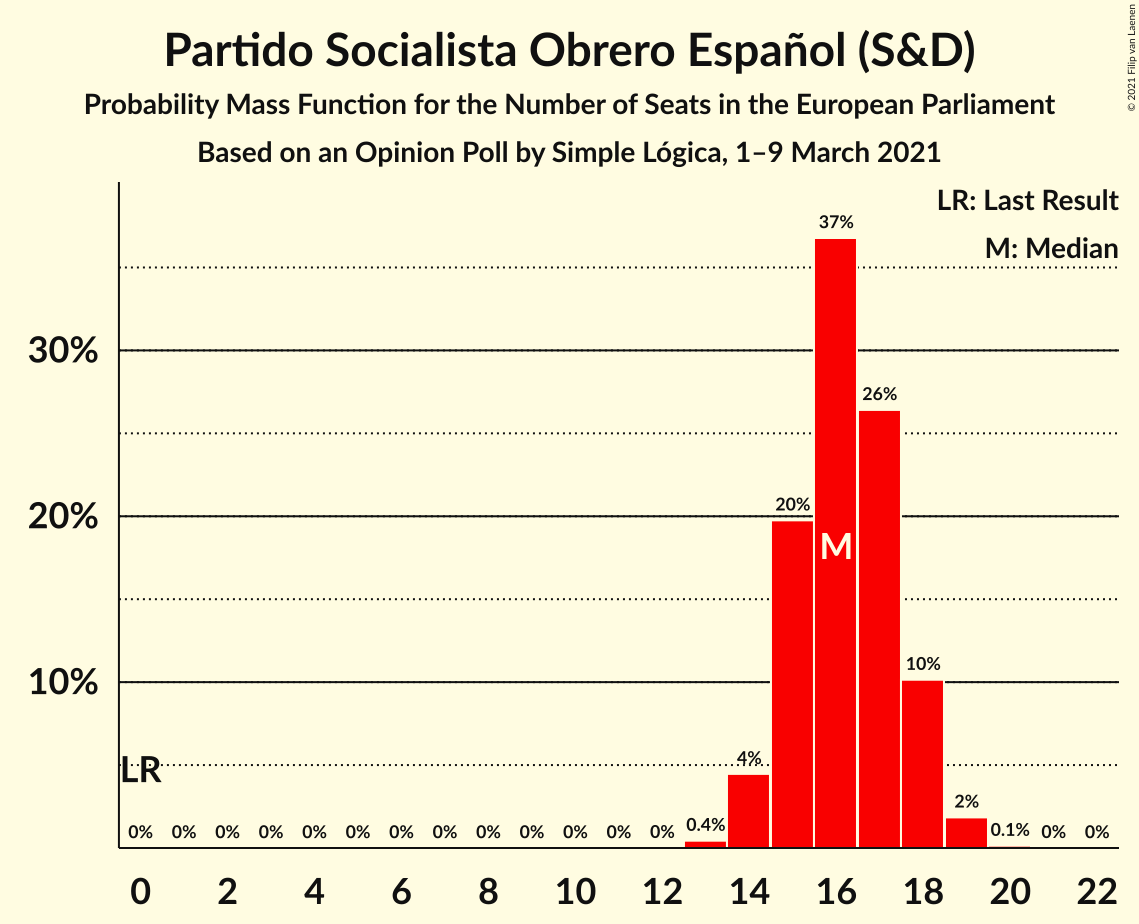 Partido Socialista Obrero Español (S&D)
Probability Mass Function for the Number of Seats in the European Parliament
Based on an Opinion Poll by Simple Lógica, 1–9 March 2021
© 2021 Filip van Laenen
LR: Last Result
M: Median
37%
30%
26%
20%
20%
M
10%
10%
LR
4%
2%
0% 0% 0% 0% 0% 0% 0% 0% 0% 0% 0% 0% 0% 0.4% 0.1% 0% 0%
0 2 4 6 8 10 12 14 16 18 20 22